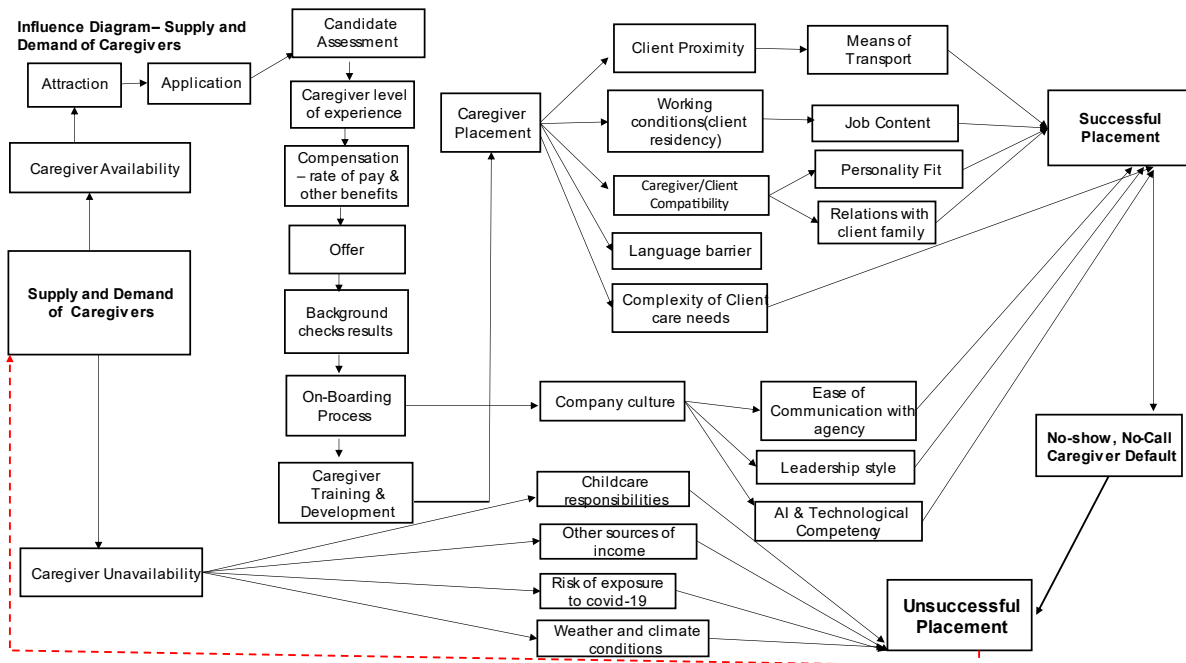 Influence Diagram– Supply and
Demand of Caregivers
Candidate
Assessment
Attraction
Application
Caregiver level
of experience
Caregiver Availability
Compensation
– rate of pay &
other benefits
Offer
Supply and Demand
of Caregivers
Background
checks results
On-Boarding
Process
Caregiver
Training &
Development
Caregiver Unavailability
Caregiver
Placement
Client Proximity
Means of
Transport
Working
conditions(client
residency)
Job Content
Caregiver/Client
Compatibility
Personality Fit
Relations with
client family
Language barrier
Complexity of Client
care needs
Successful
Placement
Company culture
Ease of
Communication with
agency
Leadership style
AI & Technological
Competency
No-show, No-Call
Caregiver Default
Childcare
responsibilities
Other sources of
income
Risk of exposure
to covid-19
Weather and climate
conditions
Unsuccessful
Placement